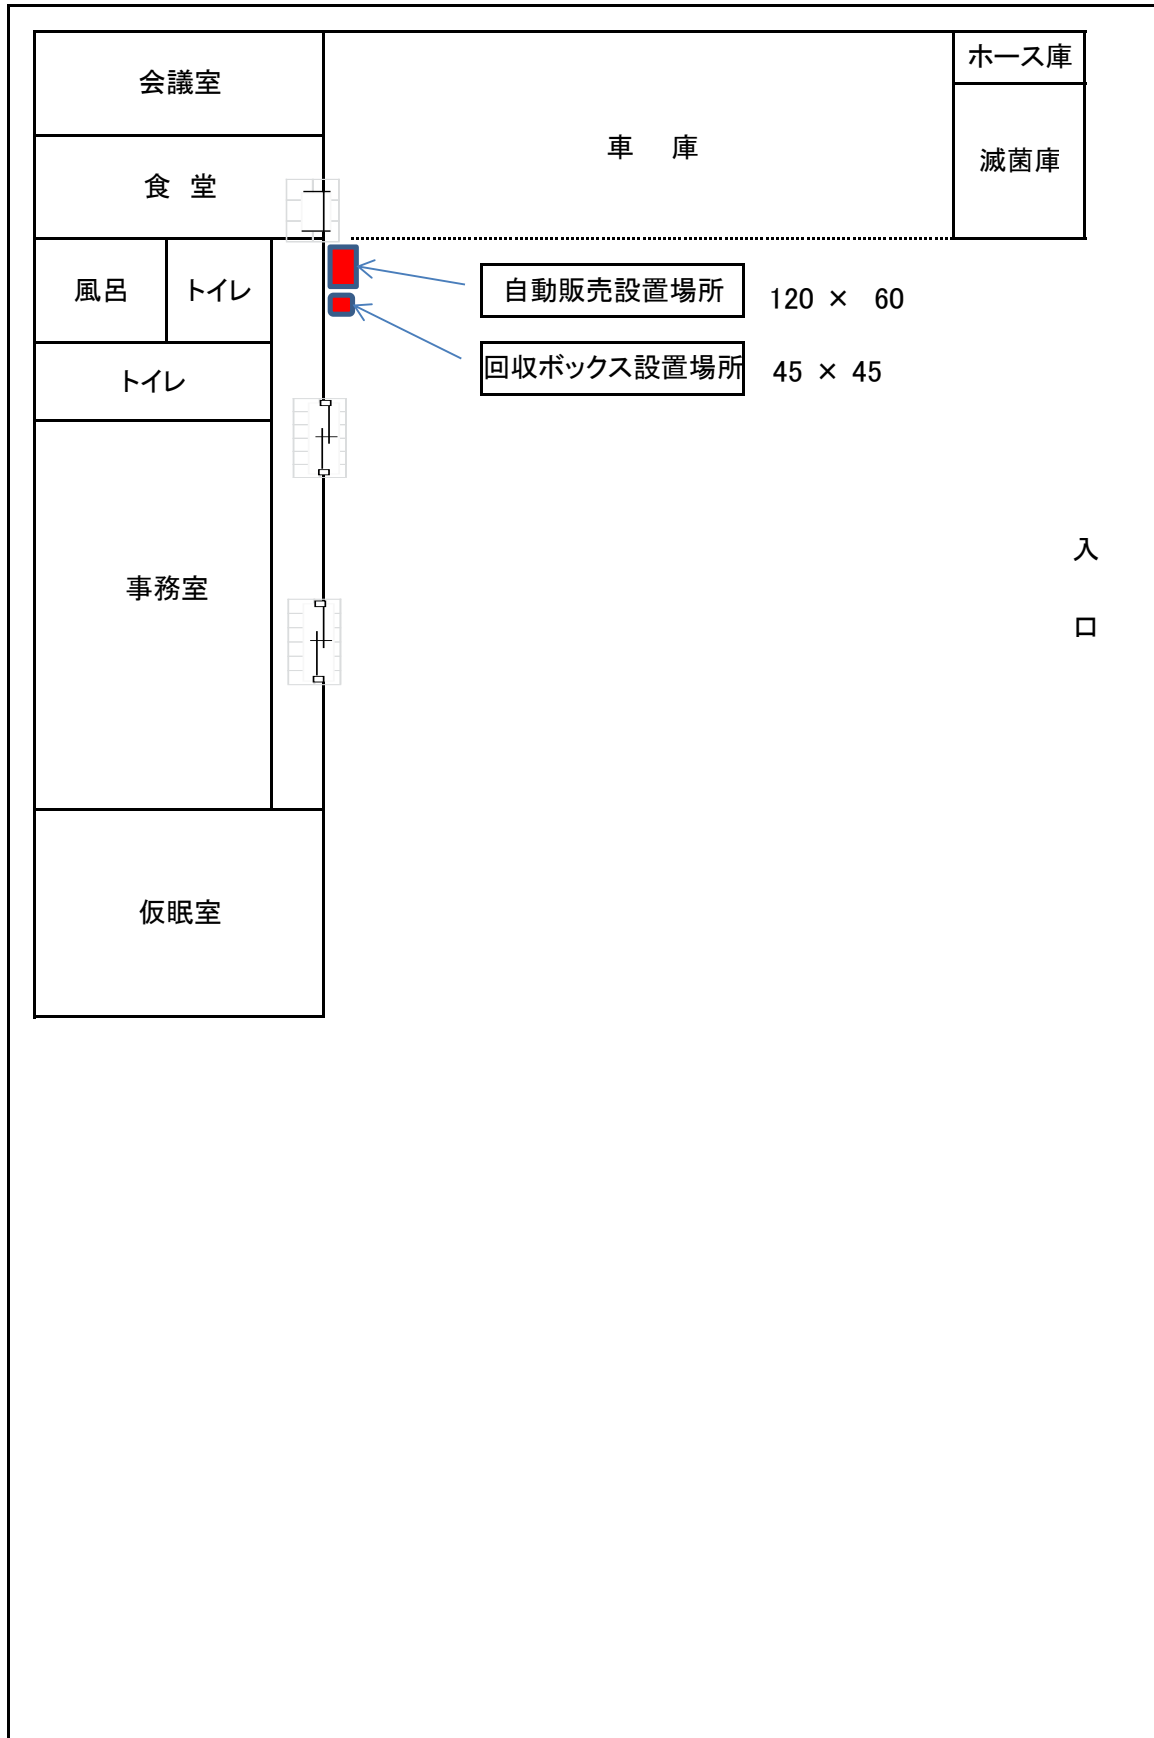 会議室
ホース庫
車 庫
滅菌庫
食 堂
風呂
トイレ
自動販売設置場所
120 × 60
トイレ
回収ボックス設置場所
45 × 45
入
口
事務室
仮眠室